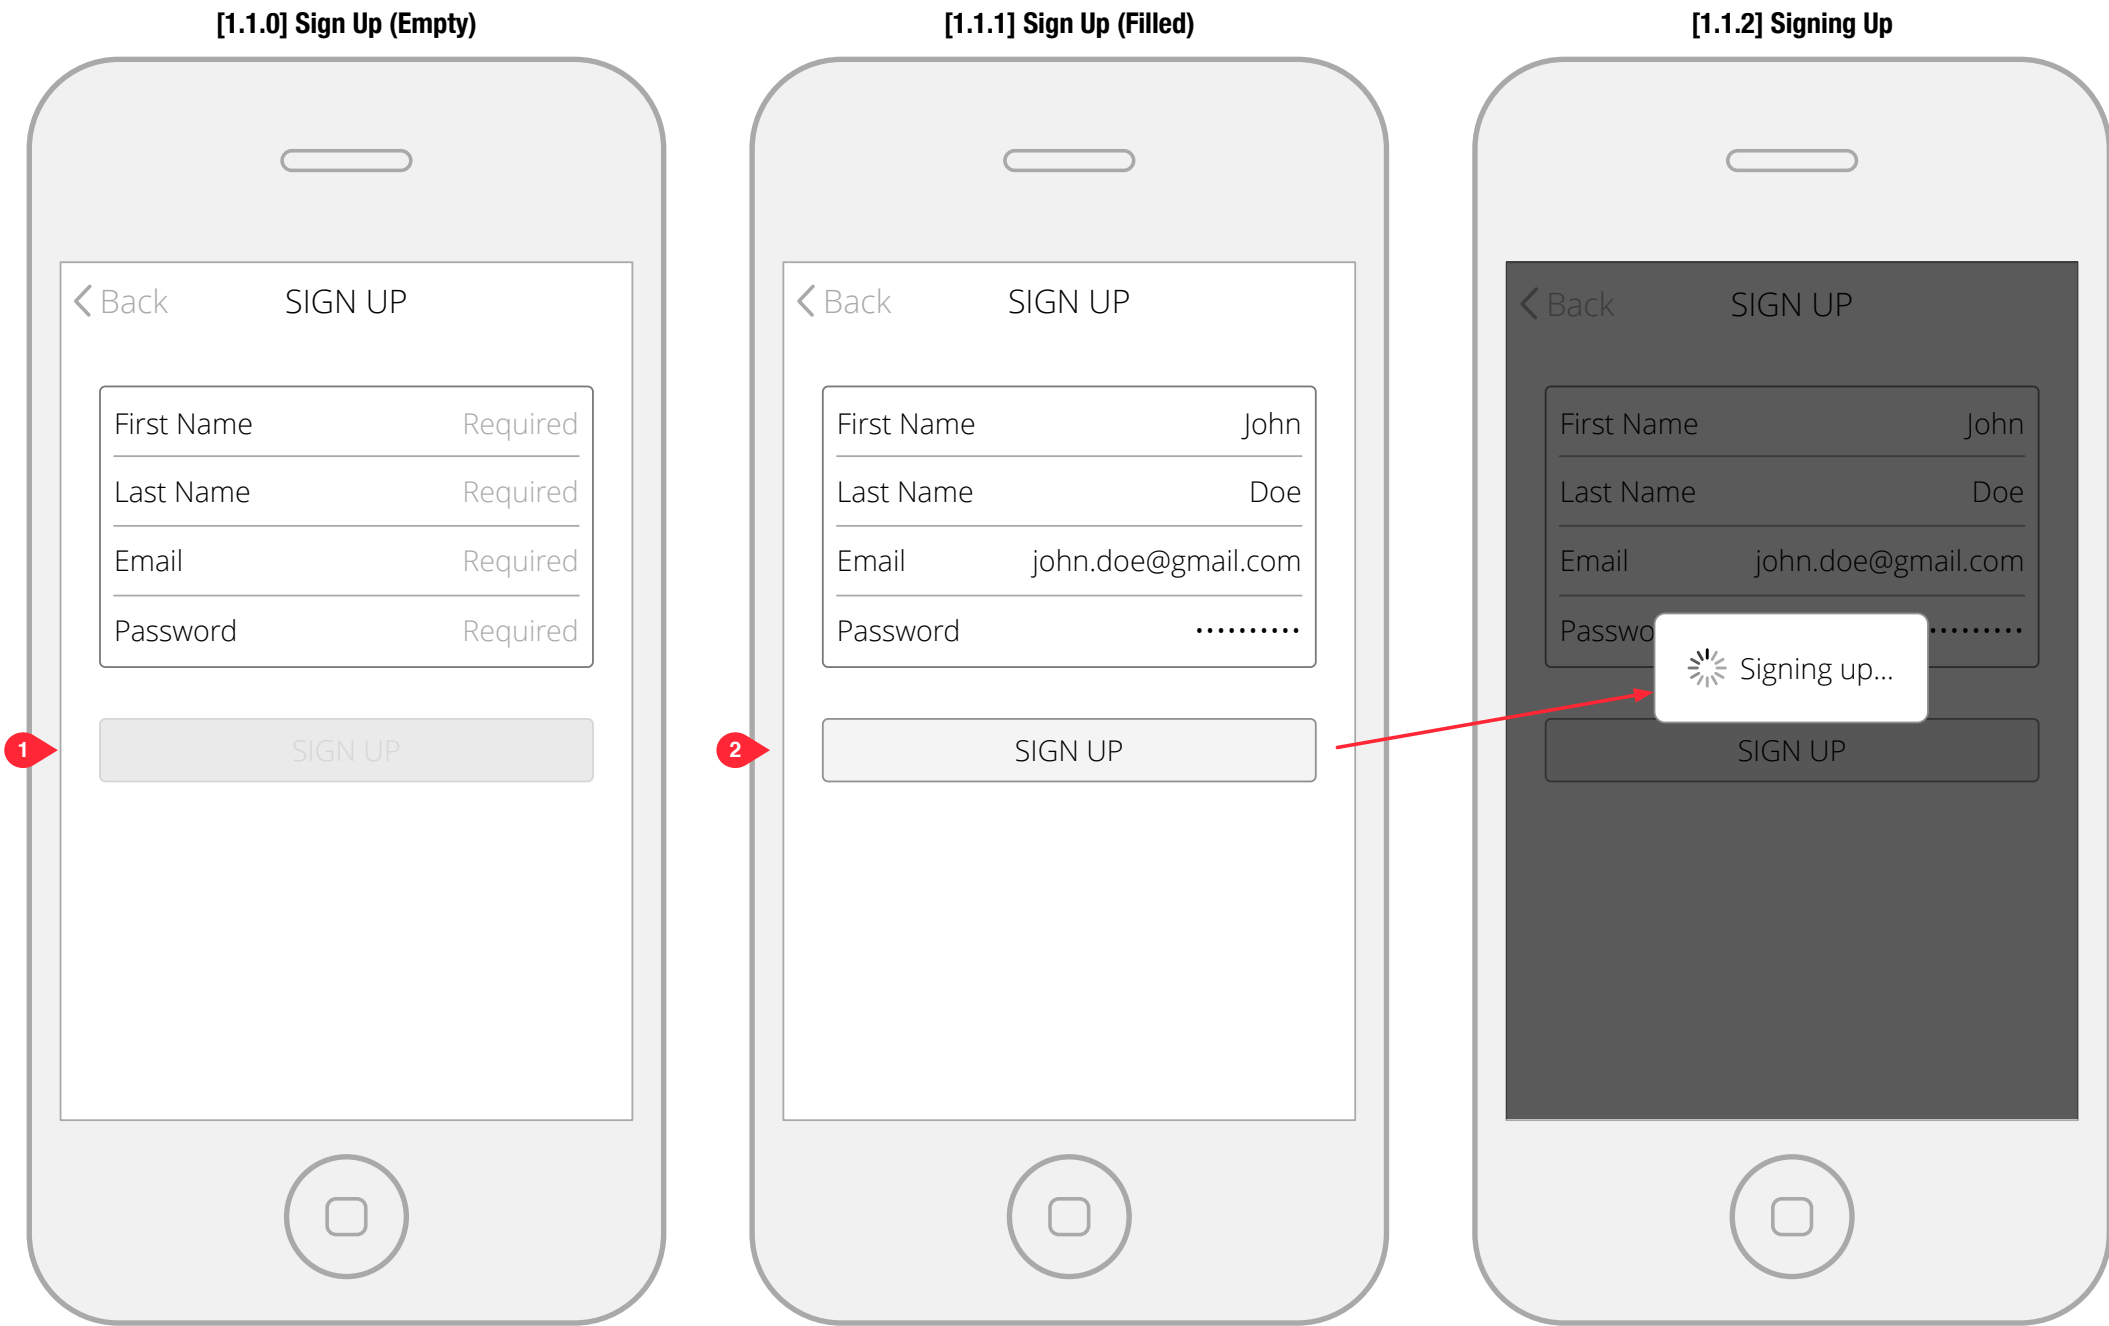 [1.1.0] Sign Up (Empty)
Back
SIGN UP
First Name Required
Last Name Required
Email Required
Password Required
1
SIGN UP
[1.1.1] Sign Up (Filled)
Back
SIGN UP
First Name John
Last Name Doe
Email john.doe@gmail.com
Password ••••••••••
2
SIGN UP
[1.1.2] Signing Up
Back
SIGN UP
First Name John
Last Name Doe
Email john.doe@gmail.com
Passwo •••••••••
Signing up...
SIGN UP